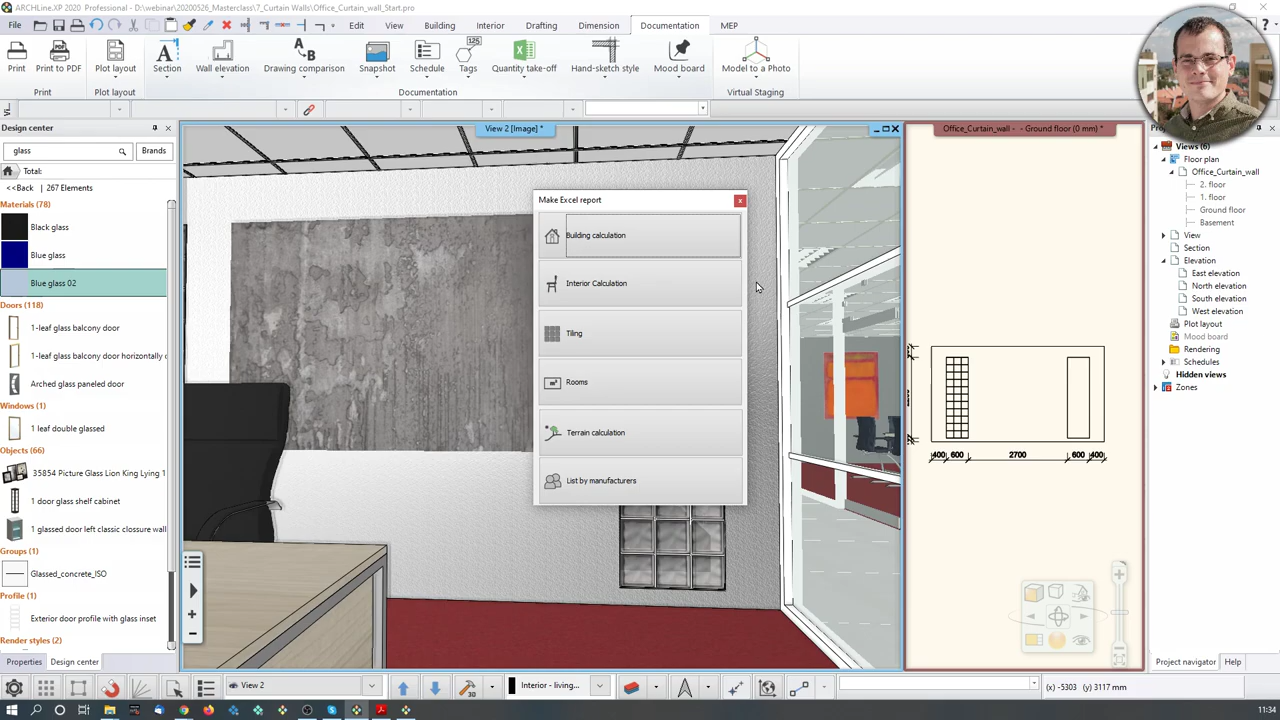 ARCHLine.XP 2020 Professional - D:\webinar\20200526_Masterclass\7_Curtain Walls\Office_Curtain_wall_Start.pro
File
Edit
View
Building
Interior
Drafting
Dimension
Documentation
MEP
Print
Print to PDF
Plot layout
Section
Wall elevation
Drawing comparison
Snapshot
Schedule
Tags
Quantity take-off
Hand-sketch style
Mood board
Model to a Photo
Print
Plot layout
Documentation
Virtual Staging
Design center
glass
Brands
Total:
<<Back
267 Elements
Materials (78)
Black glass
Blue glass
Blue glass 02
Doors (118)
1-leaf glass balcony door
1-leaf glass balcony door horizontally
Arched glass paneled door
Windows (1)
1 leaf double glassed
Objects (66)
35854 Picture Glass Lion King Lying 1
1 door glass shelf cabinet
1 glassed door left classic clossure wall
Groups (1)
Glassed_concrete_ISO
Profile (1)
Exterior door profile with glass inset
Render styles (2)
Properties
Design center
View 2 [Image] *
Make Excel report
Building calculation
Interior Calculation
Tiling
Rooms
Terrain calculation
List by manufacturers
Office_Curtain_wall - - Ground floor (0 mm) *
400
600
2700
600
400
Views (6)
Floor plan
Office_Curtain_wall
2. floor
1. floor
Ground floor
Basement
View
Section
Elevation
East elevation
North elevation
South elevation
West elevation
Plot layout
Mood board
Rendering
Schedules
Hidden views
Zones
Project navigator
Help
View 2
Interior - living...
(x) -5303 (y) 3117 mm
11:34